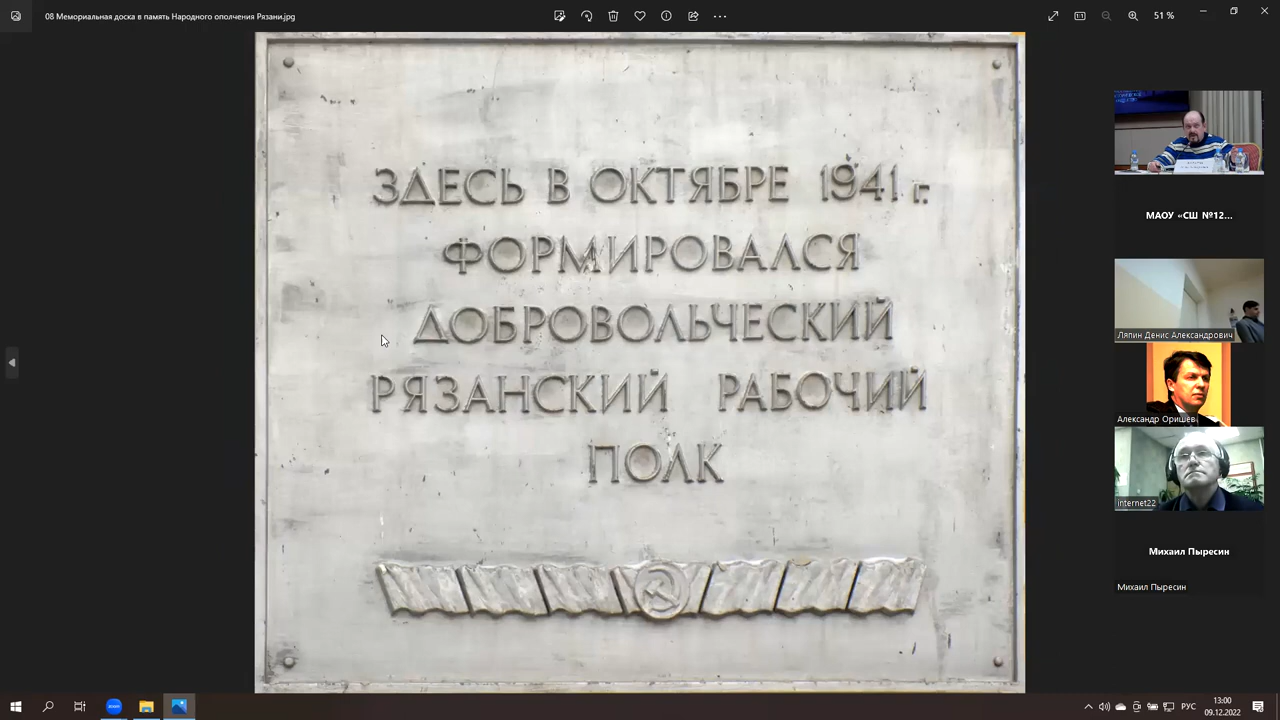 08 Мемориальная доска в память Народного ополчения Рязани.jpg
51 %
ЗДЕСЬ В ОКТЯБРЕ 1941 г.
ФОРМИРОВАЛСЯ
ДОБРОВОЛЬЧЕСКИЙ
РЯЗАНСКИЙ РАБОЧИЙ
ПОЛК
МАОУ «СШ №12...
Ляпин Денис Александрович
Александр Оришев
internet22
Михаил Пыресин
Михаил Пыресин
zoom
РУС
13:00
09.12.2022